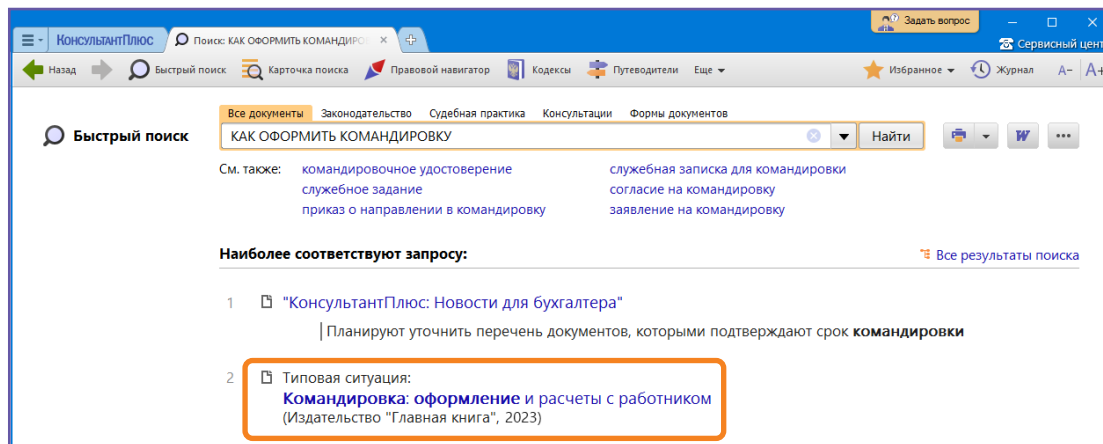 Задать вопрос
КонсультантПлюс
Поиск: КАК ОФОРМИТЬ КОМАНДИРО
Сервисный цент
Назад
Быстрый поиск
Карточка поиска
Правовой навигатор
Кодексы
Путеводители
Еще
Избранное
Журнал
A−
A+
Все документы
Законодательство
Судебная практика
Консультации
Формы документов
Быстрый поиск
КАК ОФОРМИТЬ КОМАНДИРОВКУ
Найти
W
См. также:
командировочное удостоверение
служебная записка для командировки
служебное задание
согласие на командировку
приказ о направлении в командировку
заявление на командировку
Наиболее соответствуют запросу:
Все результаты поиска
1 "КонсультантПлюс: Новости для бухгалтера"
Планируют уточнить перечень документов, которыми подтверждают срок командировки
2 Типовая ситуация:
Командировка: оформление и расчеты с работником
(Издательство "Главная книга", 2023)